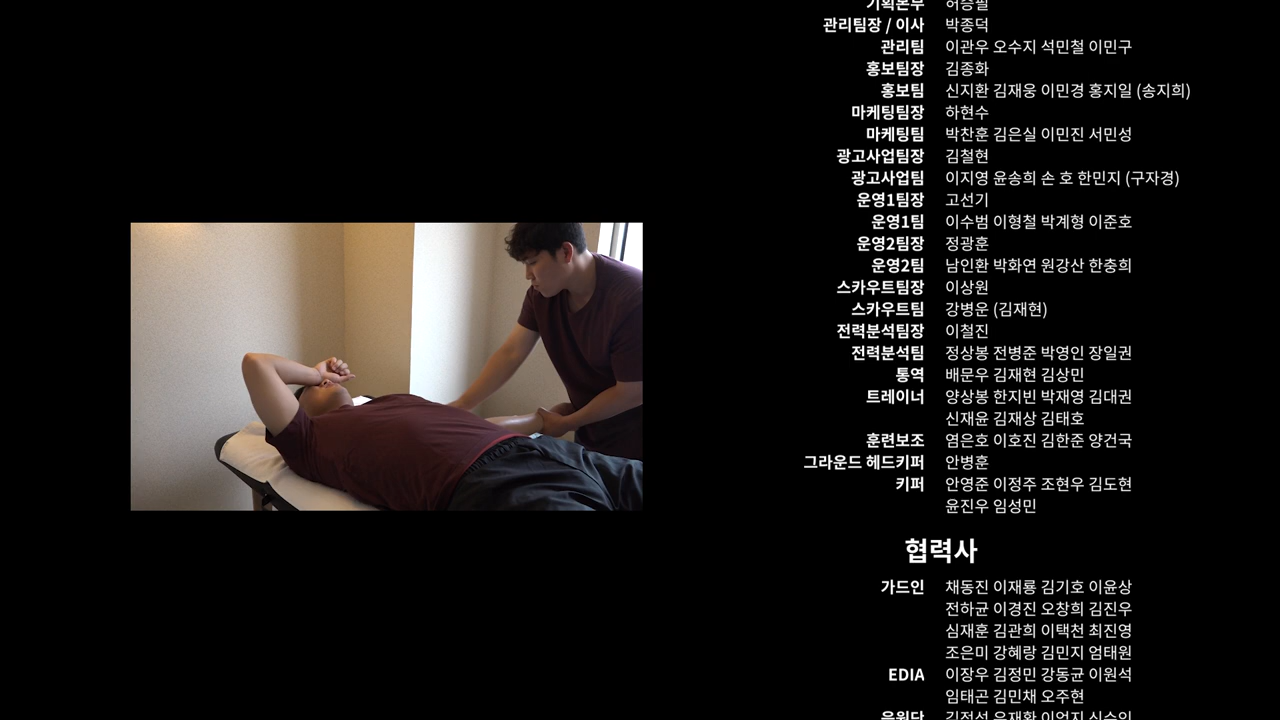 기획본부 허승필
관리팀장 / 이사 박종덕
관리팀 이관우 오수지 석민철 이민구
홍보팀장 김종화
홍보팀 신지환 김재웅 이민경 홍지일 (송지희)
마케팅팀장 하현수
마케팅팀 박찬훈 김은실 이민진 서민성
광고사업팀장 김철현
광고사업팀 이지영 윤송희 손 호 한민지 (구자경)
운영1팀장 고선기
운영1팀 이수범 이형철 박계형 이준호
운영2팀장 정광훈
운영2팀 남인환 박화연 원강산 한충희
스카우트팀장 이상원
스카우트팀 강병운 (김재현)
전력분석팀장 이철진
전력분석팀 정상봉 전병준 박영인 장일권
통역 배문우 김재현 김상민
트레이너 양상봉 한지빈 박재영 김대권
신재윤 김재상 김태호
훈련보조 염은호 이호진 김한준 양건국
그라운드 헤드키퍼 안병훈
키퍼 안영준 이정주 조현우 김도현
윤진우 임성민
협력사
가드인 채동진 이재룡 김기호 이윤상
전하균 이경진 오창희 김진우
심재훈 김관희 이택천 최진영
조은미 강혜랑 김민지 엄태원
EDIA 이장우 김정민 강동균 이원석
임태곤 김민채 오주현
응원단